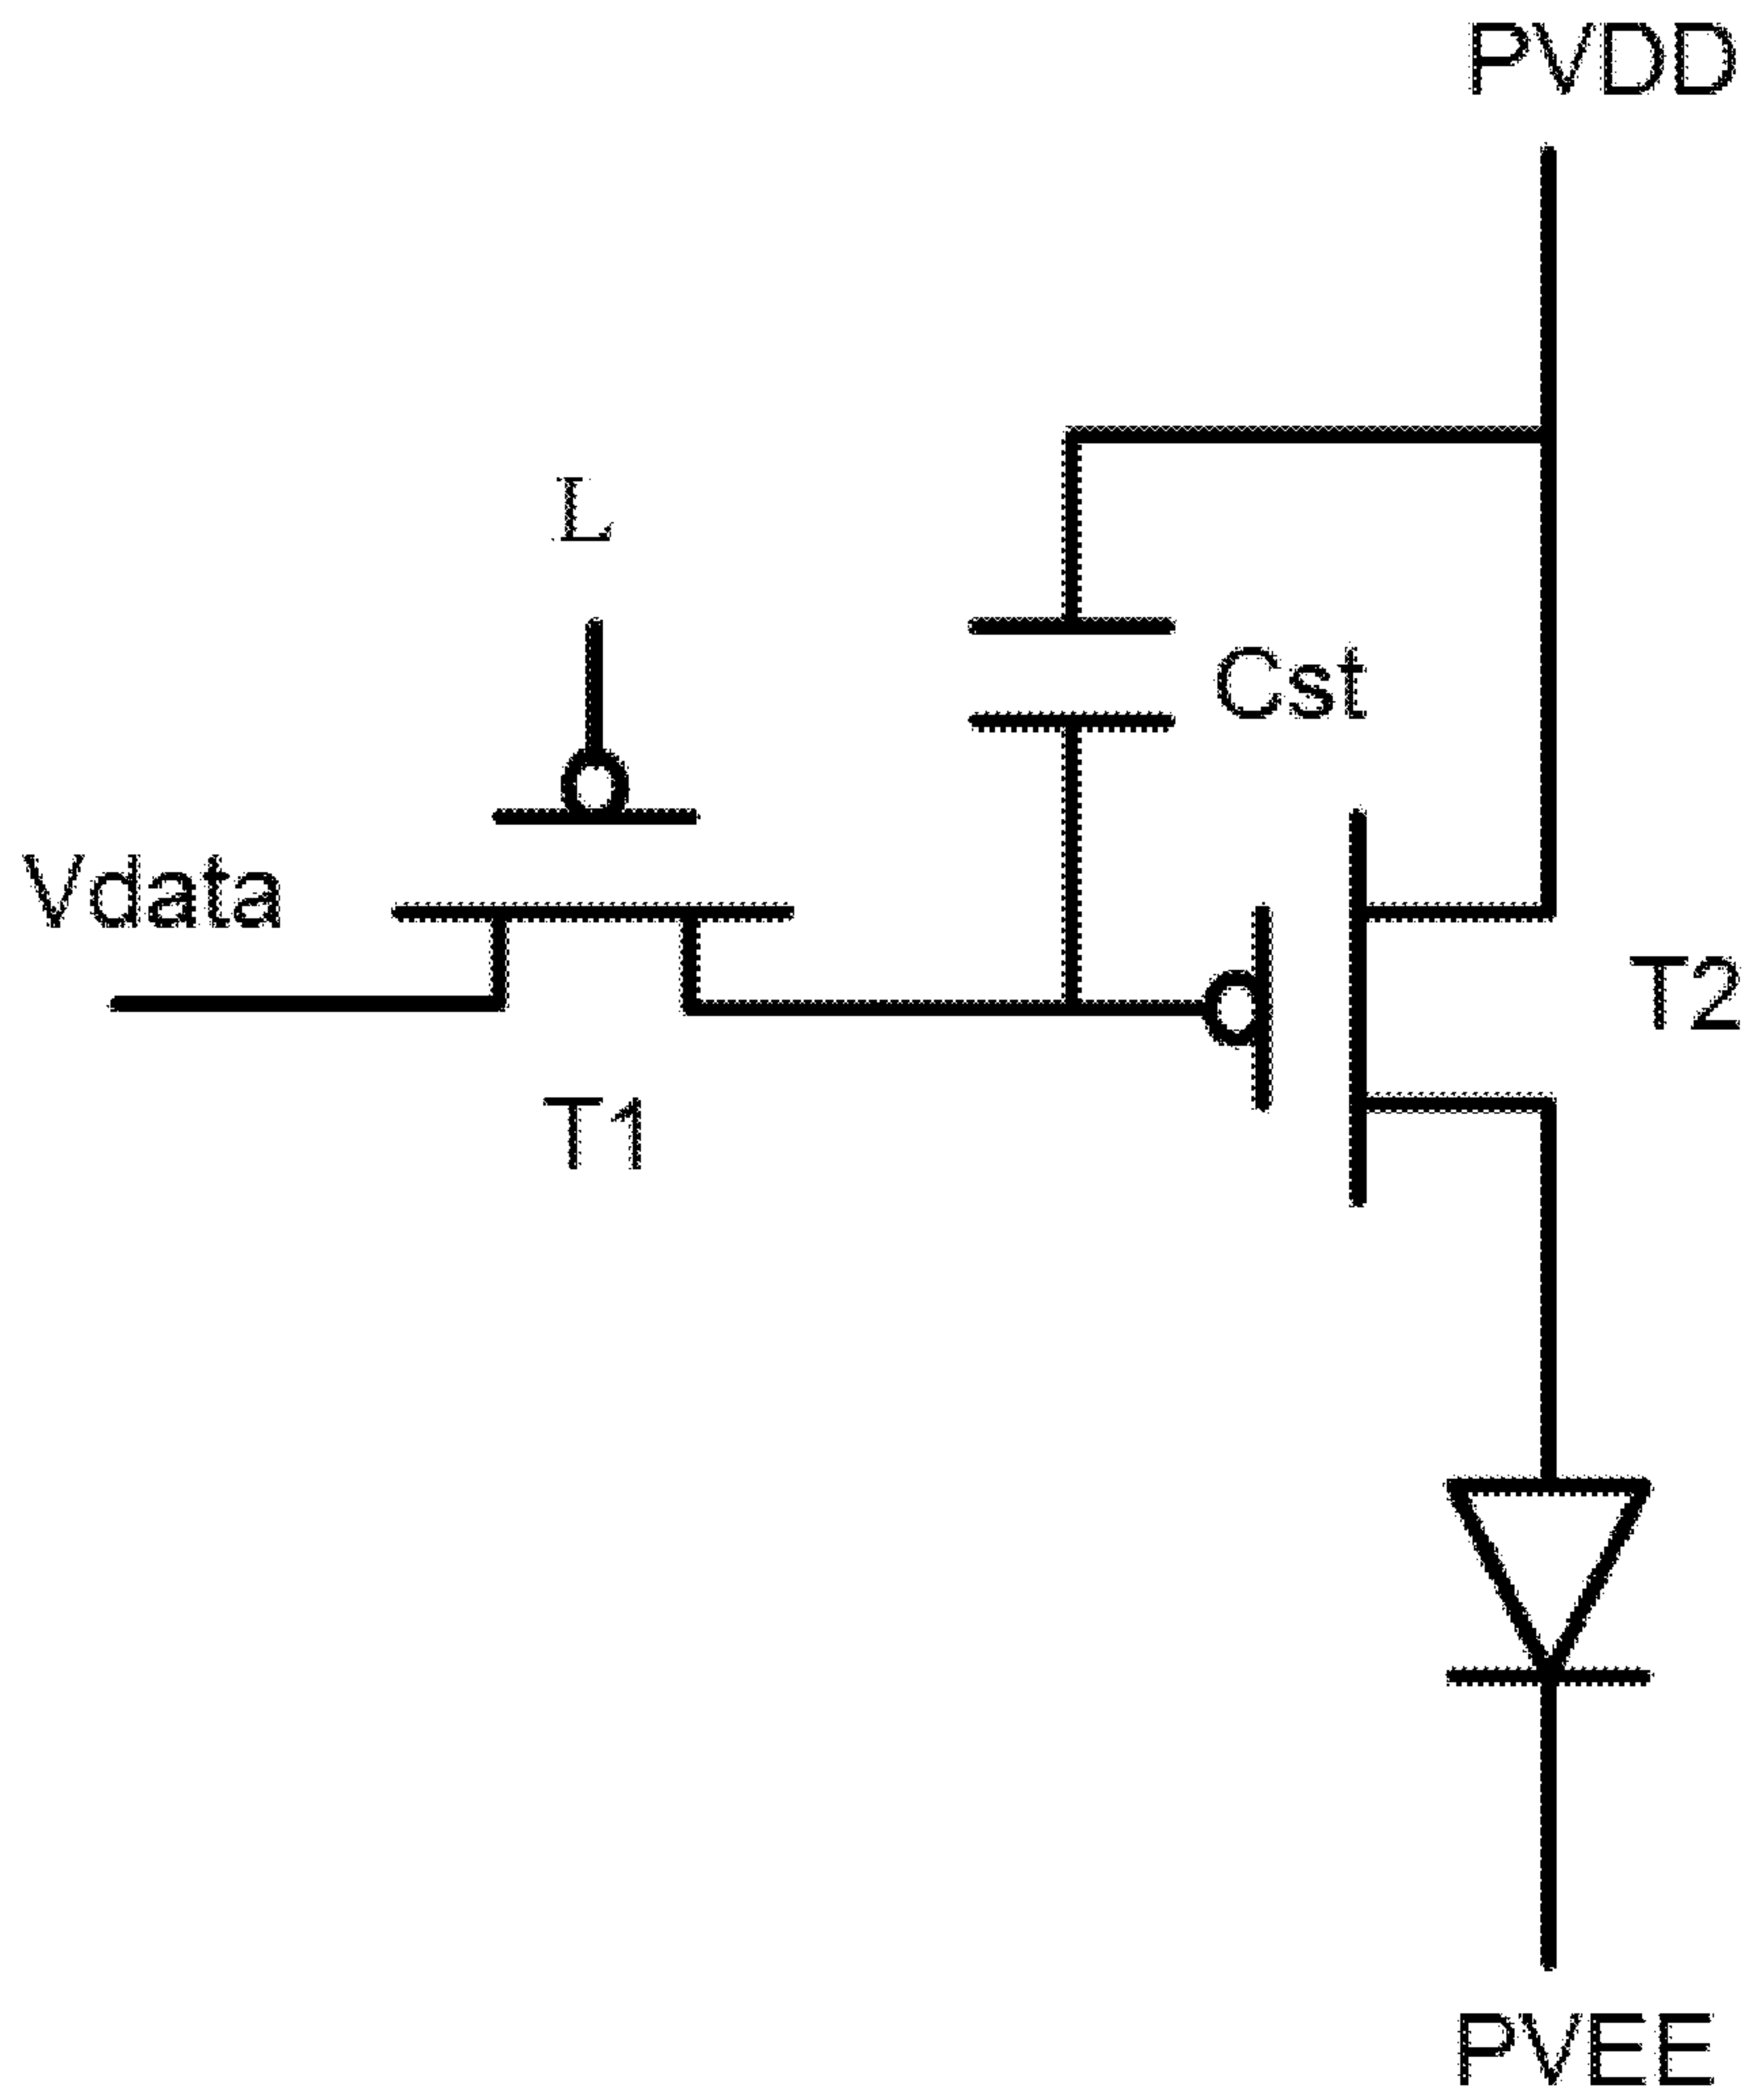 PVDD
L
Cst
Vdata
T2
T1
PVEE